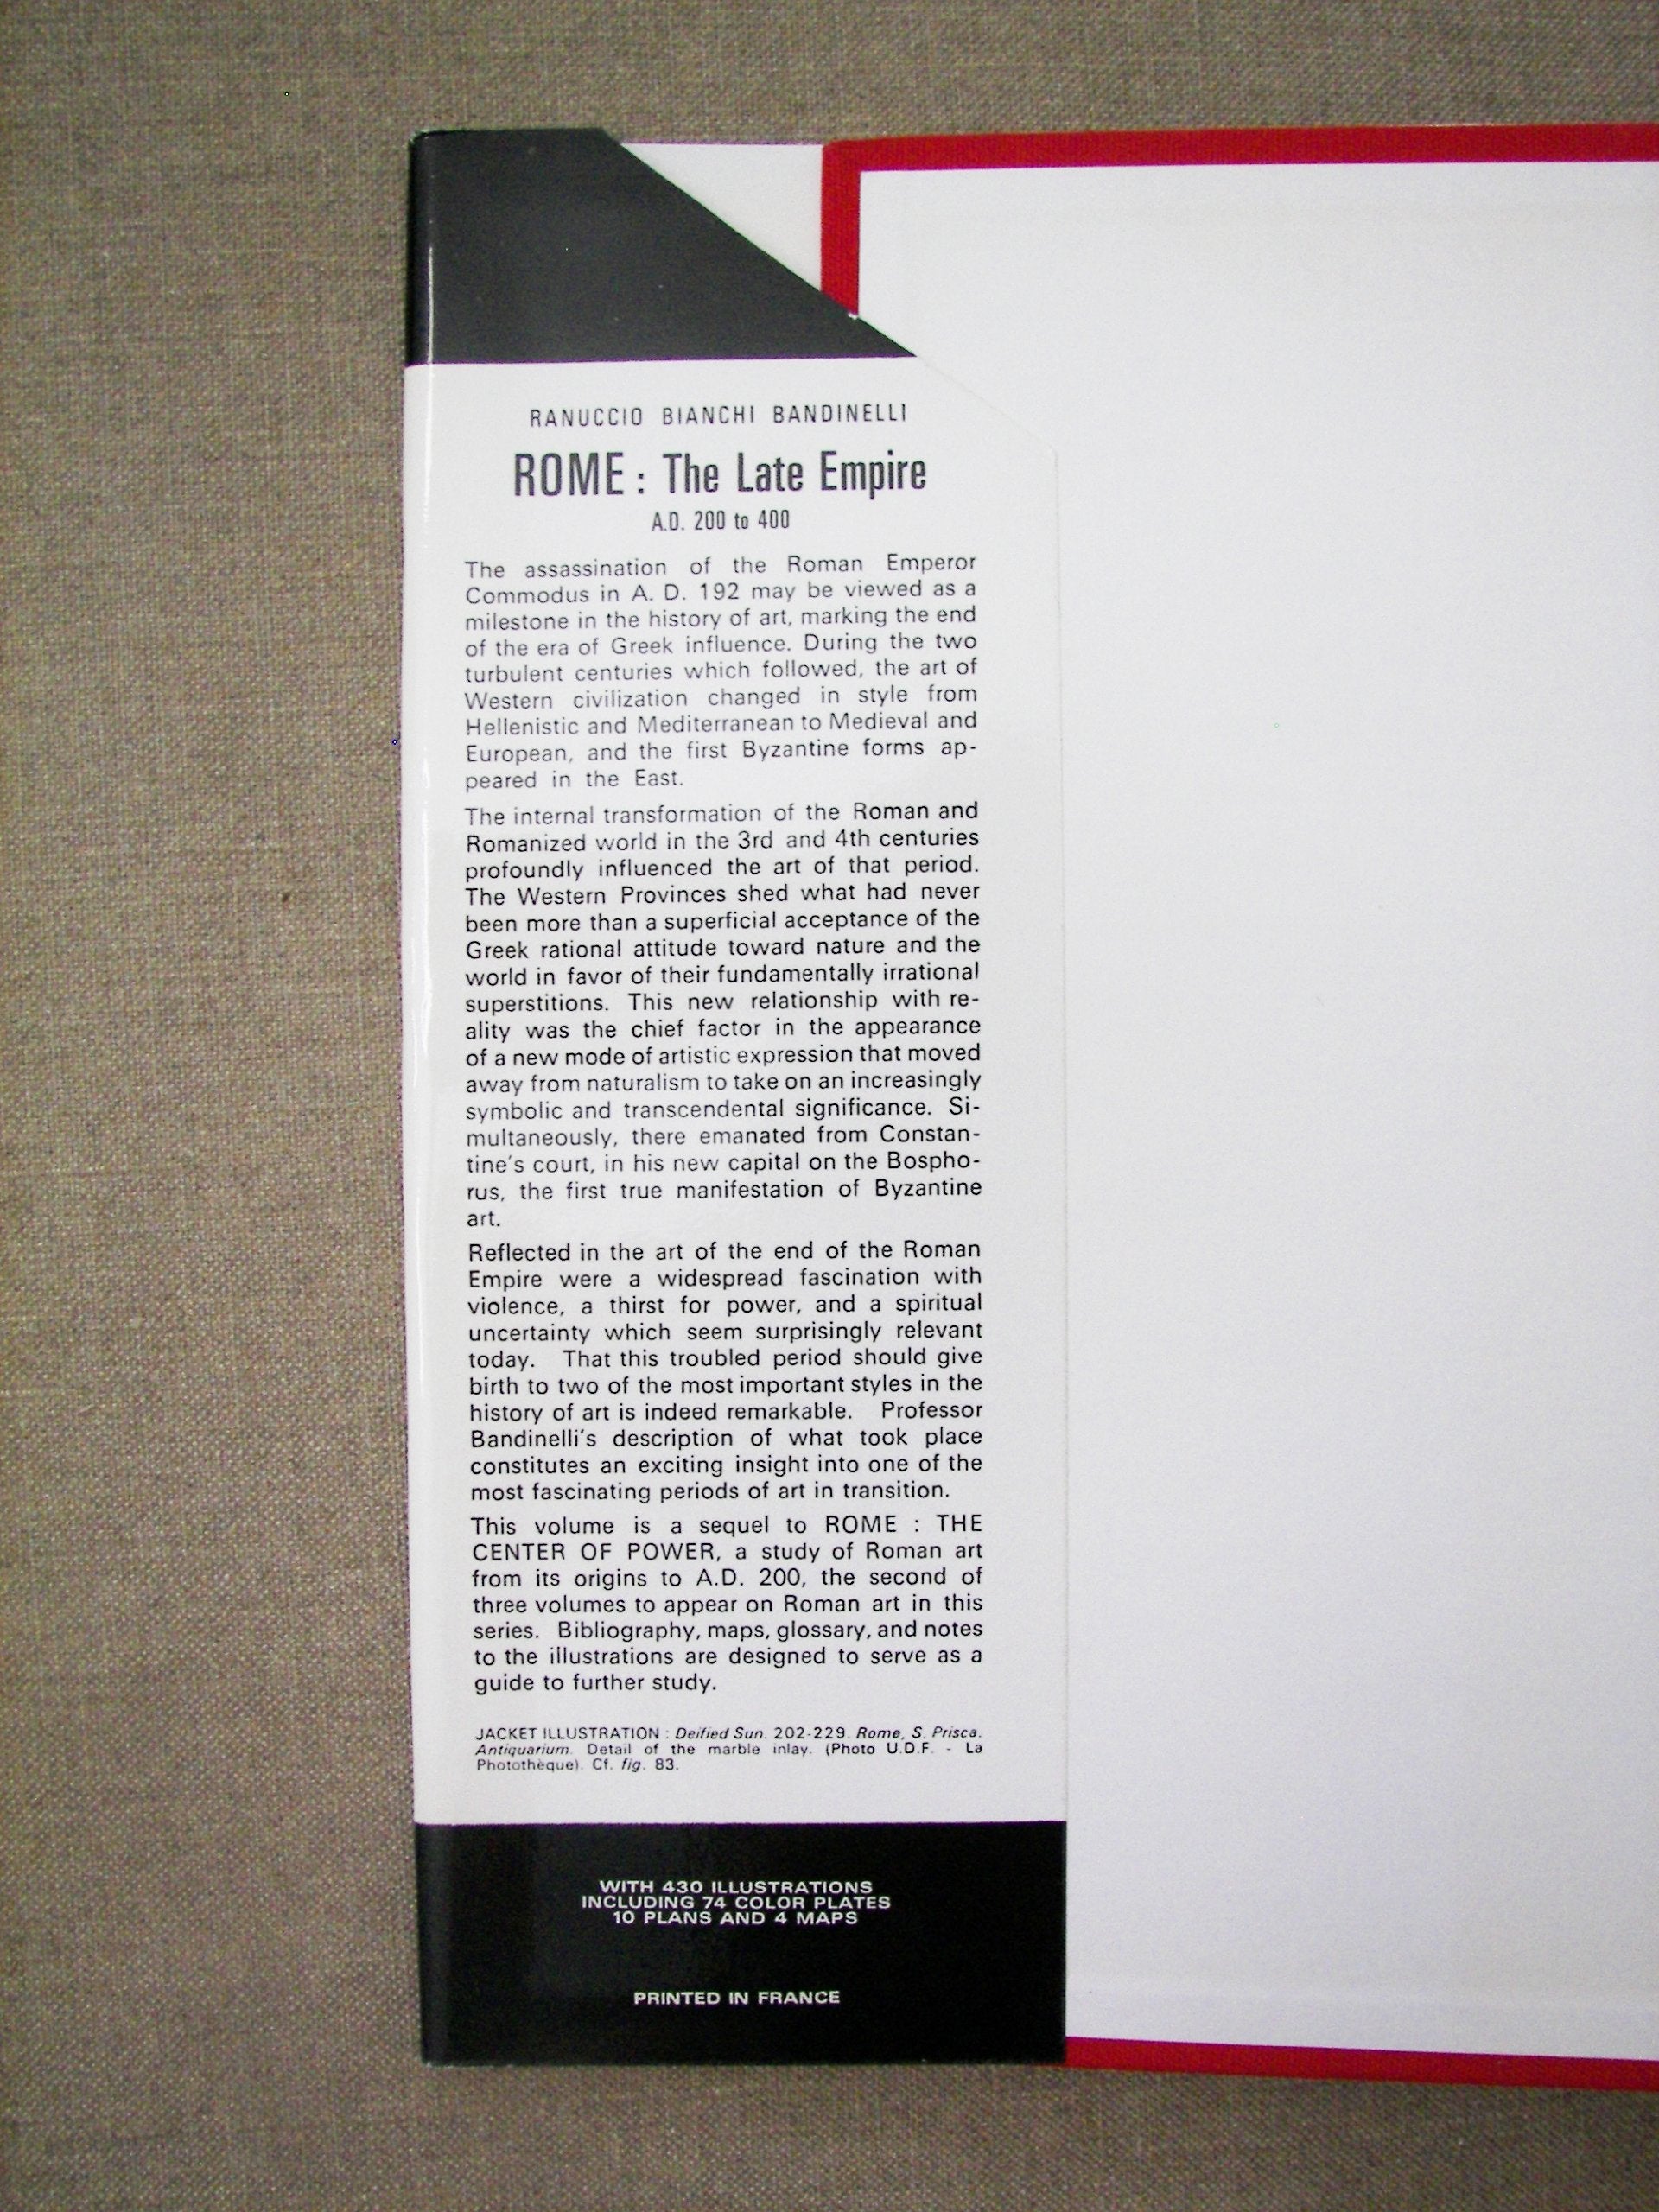 RANUCCIO BIANCHI BANDINELLI
ROME : The Late Empire
A.D. 200 to 400
The assassination of the Roman Emperor
Commodus in A. D. 192 may be viewed as a
milestone in the history of art, marking the end
of the era of Greek influence. During the two
turbulent centuries which followed, the art of
Western civilization changed in style from
Hellenistic and Mediterranean to Medieval and
European, and the first Byzantine forms ap-
peared in the East.
The internal transformation of the Roman and
Romanized world in the 3rd and 4th centuries
profoundly influenced the art of that period.
The Western Provinces shed what had never
been more than a superficial acceptance of the
Greek rational attitude toward nature and the
world in favor of their fundamentally irrational
superstitions. This new relationship with re-
ality was the chief factor in the appearance
of a new mode of artistic expression that moved
away from naturalism to take on an increasingly
symbolic and transcendental significance. Si-
multaneously, there emanated from Constan-
tine's court, in his new capital on the Bospho-
rus, the first true manifestation of Byzantine
art.
Reflected in the art of the end of the Roman
Empire were a widespread fascination with
violence, a thirst for power, and a spiritual
uncertainty which seem surprisingly relevant
today. That this troubled period should give
birth to two of the most important styles in the
history of art is indeed remarkable. Professor
Bandinelli's description of what took place
constitutes an exciting insight into one of the
most fascinating periods of art in transition.
This volume is a sequel to ROME : THE
CENTER OF POWER, a study of Roman art
from its origins to A.D. 200, the second of
three volumes to appear on Roman art in this
series. Bibliography, maps, glossary, and notes
to the illustrations are designed to serve as a
guide to further study.
JACKET ILLUSTRATION : Deified Sun. 202-229. Rome, S. Prisca.
Antiquarium. Detail of the marble inlay. (Photo U.D.F. - La
Photothèque). Cf. fig. 83.
WITH 430 ILLUSTRATIONS
INCLUDING 74 COLOR PLATES
10 PLANS AND 4 MAPS
PRINTED IN FRANCE